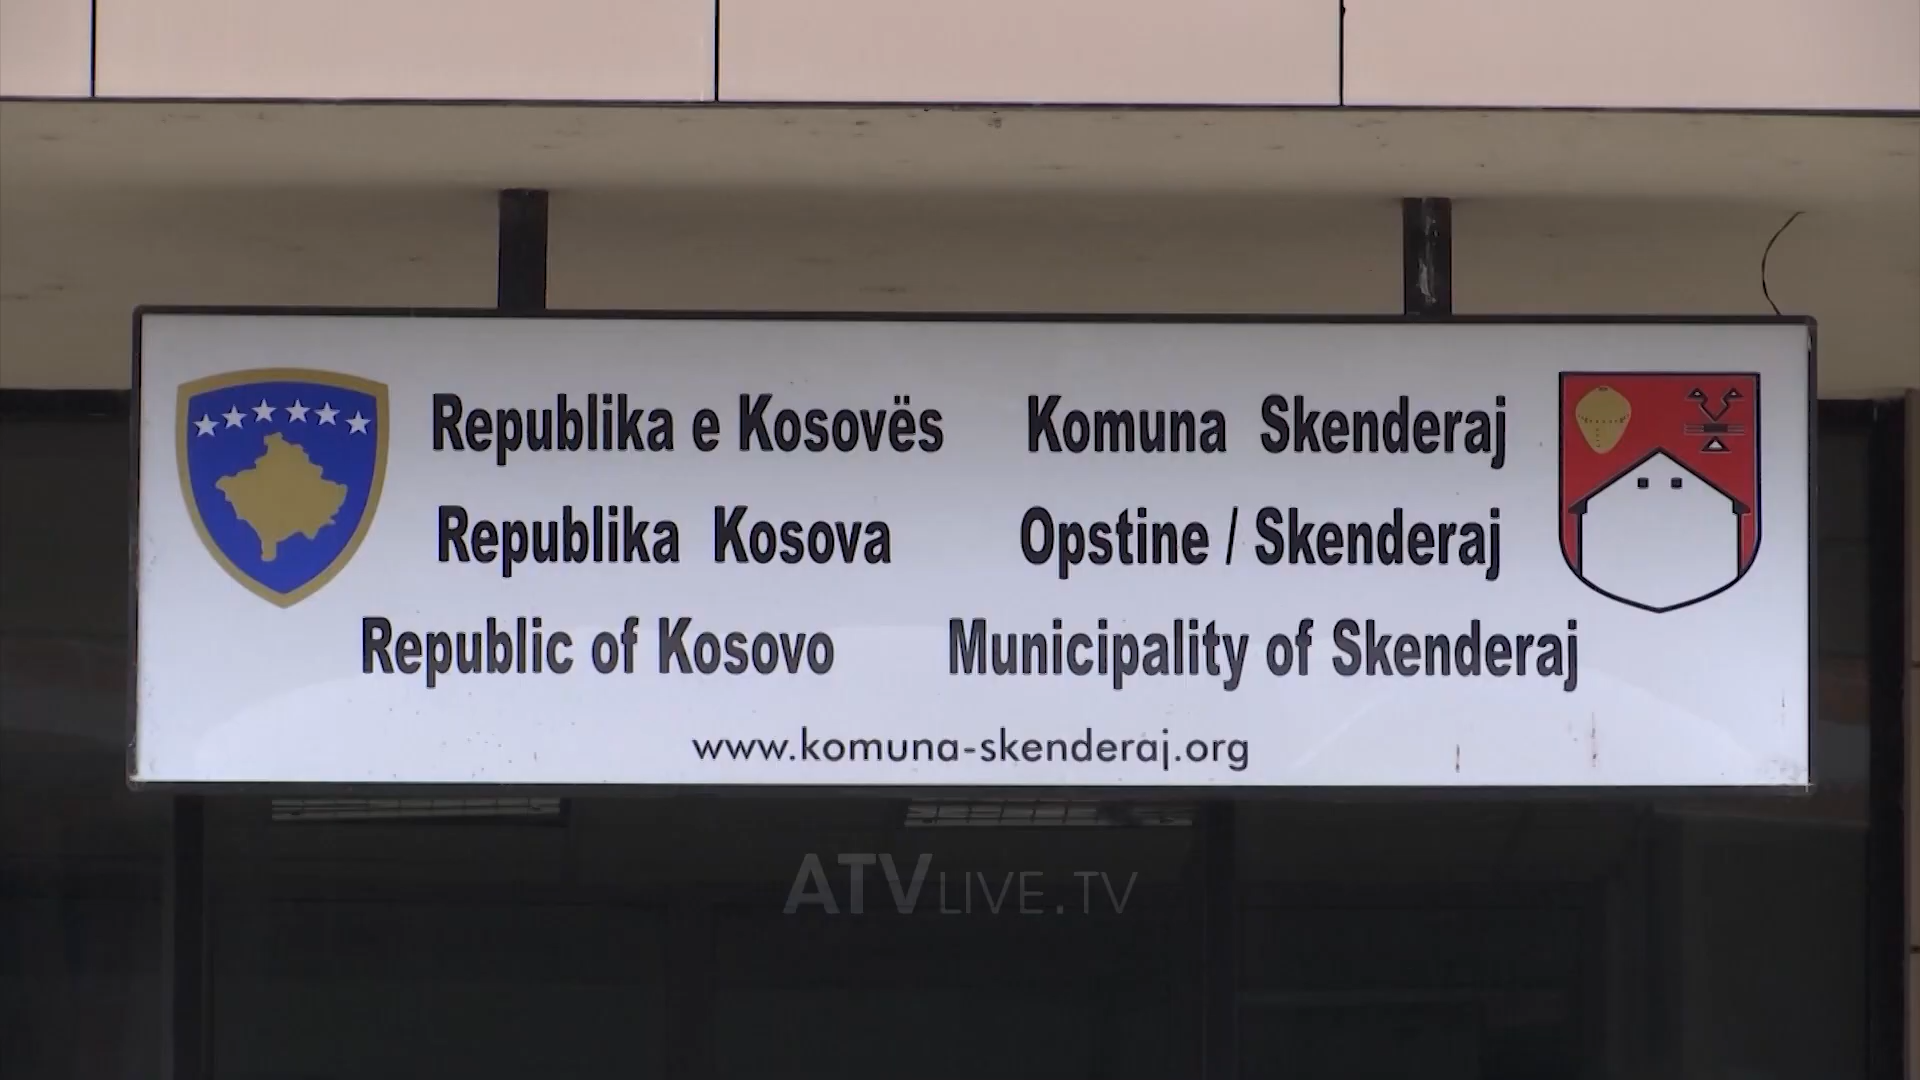 Republika e Kosovës Komuna Skenderaj
Republika Kosova Opstine / Skenderaj
Republic of Kosovo Municipality of Skenderaj
www.komuna-skenderaj.org
ATVLIVE.TV